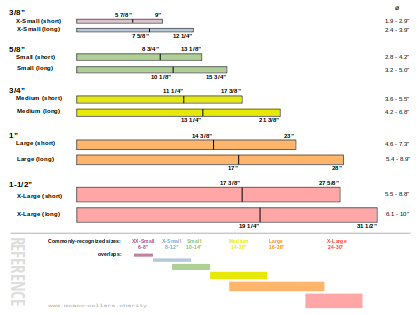 ø
3/8"
5 7/8" 9"
X-Small (short) 1.9 - 2.9"
X-Small (long) 2.4 - 3.9"
7 5/8" 12 1/4"
5/8"
8 3/4" 13 1/8"
Small (short) 2.8 - 4.2"
Small (long) 3.2 - 5.0"
10 1/8" 15 3/4"
3/4"
11 1/4" 17 3/8"
Medium (short) 3.6 - 5.5"
Medium (long) 4.2 - 6.8"
13 1/4" 21 3/8"
1"
14 3/8" 23"
Large (short) 4.6 - 7.3"
Large (long) 5.4 - 8.9"
17" 28"
1-1/2"
17 3/8" 27 5/8"
X-Large (short) 5.5 - 8.8"
X-Large (long) 6.1 - 10"
19 1/4" 31 1/2"
REFERENCE
Commonly-recognized sizes: XX-Small X-Small Small Medium Large X-Large
6-8" 6-12" 10-14" 14-20" 16-26" 24-30"
overlaps: